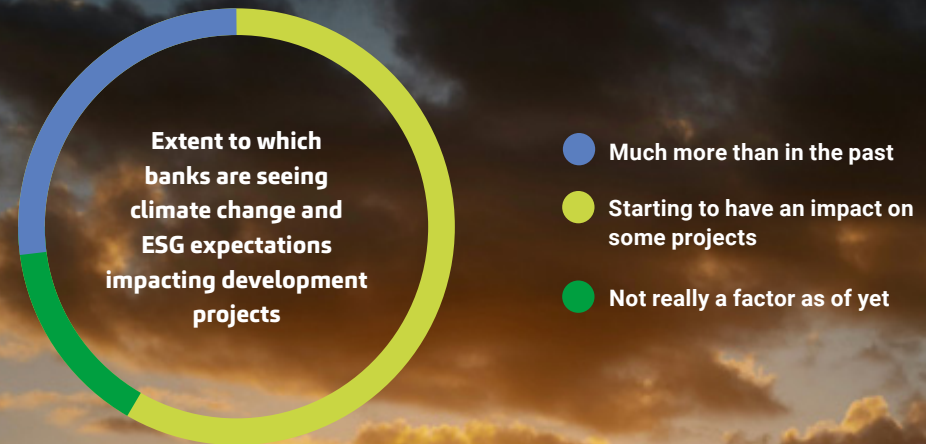 Extent to which
banks are seeing
climate change and
ESG expectations
impacting development
projects
Much more than in the past
Starting to have an impact on
some projects
Not really a factor as of yet